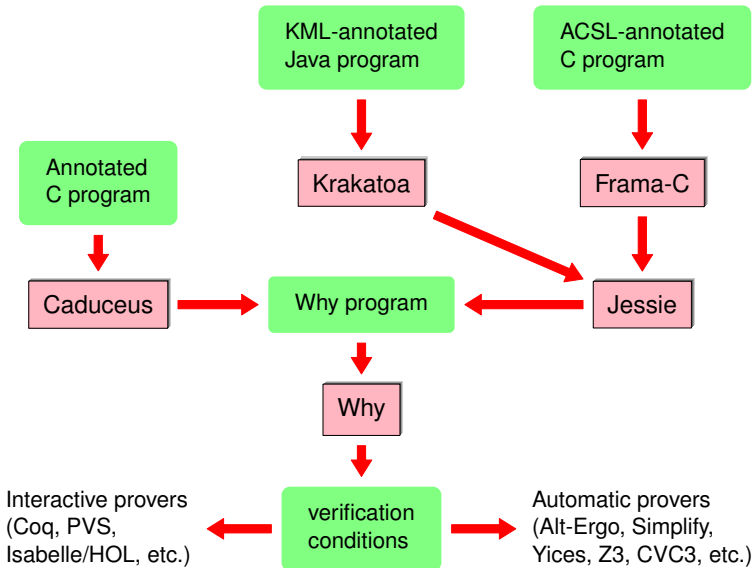 KML-annotated
Java program
ACSL-annotated
C program
Annotated
C program
Krakatoa
Frama-C
Caduceus
Why program
Jessie
Why
Interactive provers
(Coq, PVS,
Isabelle/HOL, etc.)
verification
conditions
Automatic provers
(Alt-Ergo, Simplify,
Yices, Z3, CVC3, etc.)